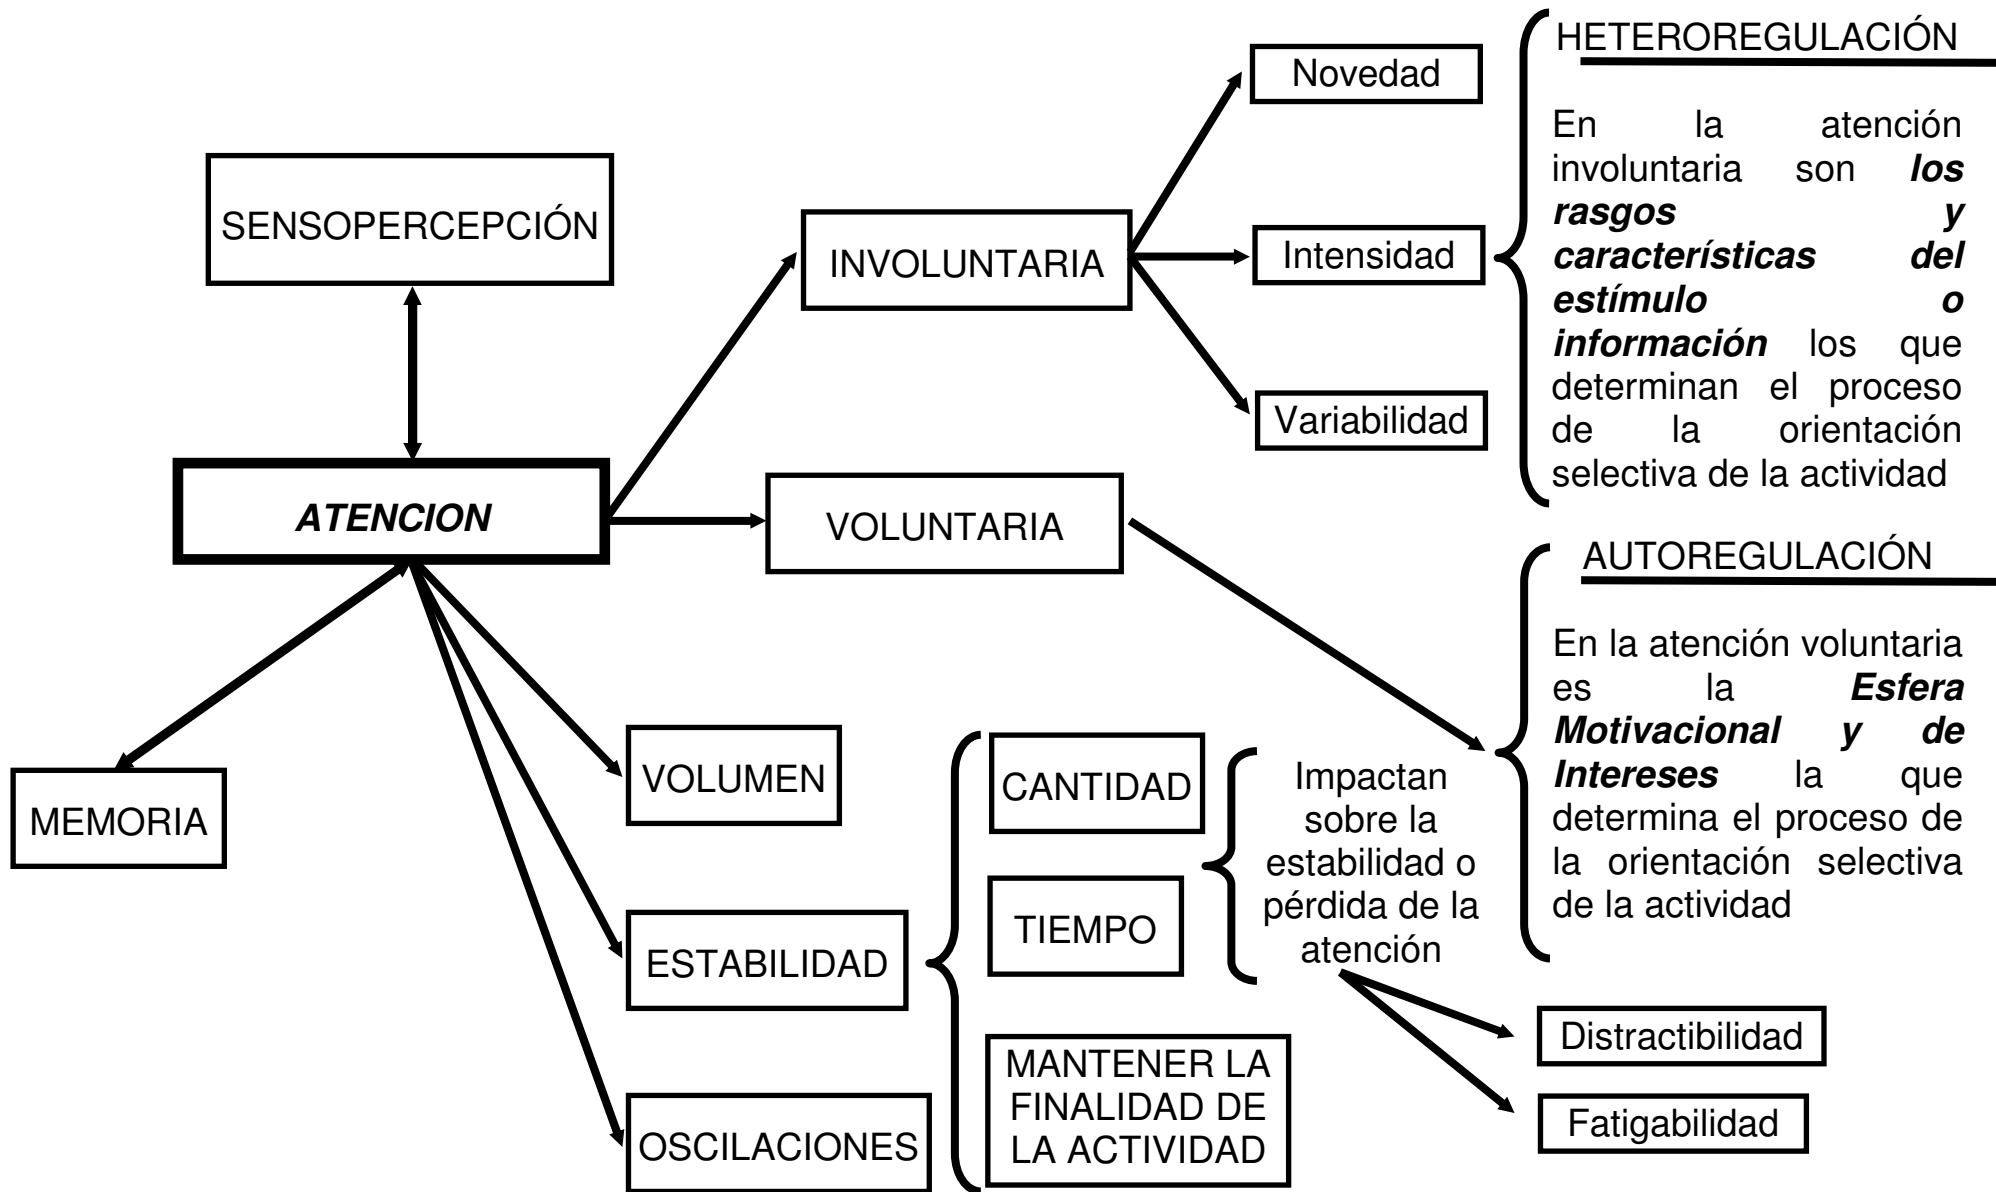 SENSOPERCEPCIÓN
ATENCION
MEMORIA
INVOLUNTARIA
Novedad
Intensidad
Variabilidad
HETEROREGULACIÓN
En la atención
involuntaria son los
rasgos y
características del
estímulo o
información los que
determinan el proceso
de la orientación
selectiva de la actividad
VOLUNTARIA
AUTOREGULACIÓN
En la atención voluntaria
es la Esfera
Motivacional y de
Intereses la que
determina el proceso de
la orientación selectiva
de la actividad
VOLUMEN
ESTABILIDAD
OSCILACIONES
CANTIDAD
TIEMPO
MANTENER LA
FINALIDAD DE
LA ACTIVIDAD
Impactan
sobre la
estabilidad o
pérdida de la
atención
Distractibilidad
Fatigabilidad